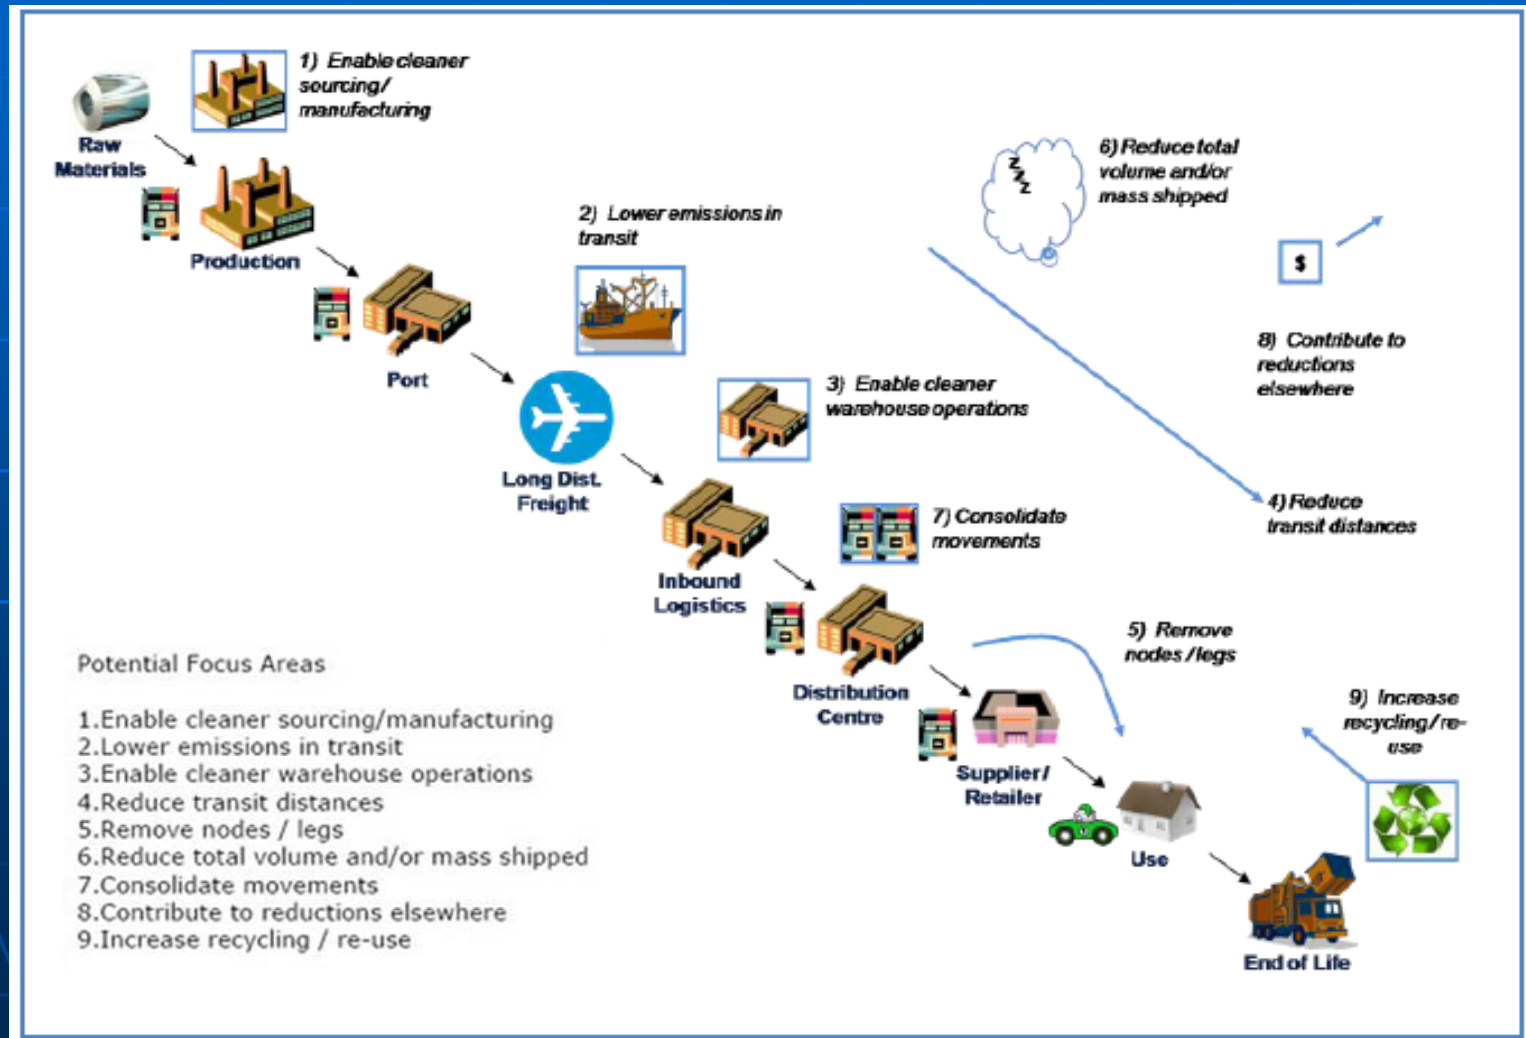 1) Enable cleaner
sourcing/
manufacturing
Raw
Materials
Production
2) Lower emissions in
transit
Port
z
z
z
6) Reduce total
volume and/or
mass shipped
$
8) Contribute to
reductions
elsewhere
3) Enable cleaner
warehouse operations
Long Dist.
Freight
7) Consolidate
movements
4) Reduce
transit distances
Inbound
Logistics
5) Remove
nodes / legs
Distribution
Centre
9) Increase
recycling / re-
use
Supplier /
Retailer
Use
End of Life
Potential Focus Areas
1.Enable cleaner sourcing/manufacturing
2.Lower emissions in transit
3.Enable cleaner warehouse operations
4.Reduce transit distances
5.Remove nodes / legs
6.Reduce total volume and/or mass shipped
7.Consolidate movements
8.Contribute to reductions elsewhere
9.Increase recycling / re-use